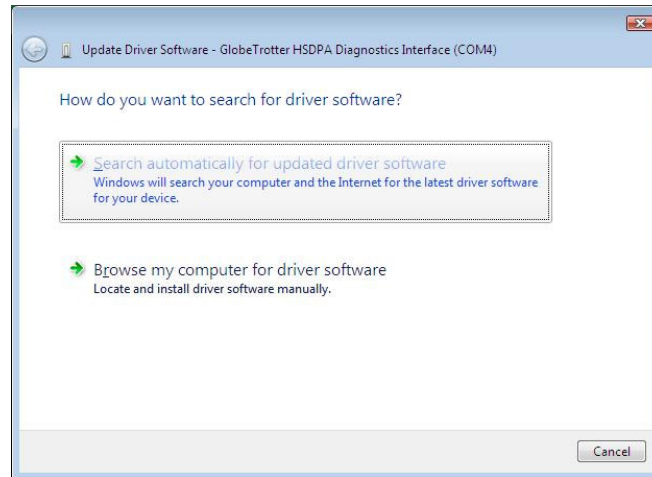 Update Driver Software - GlobeTrotter HSDPA Diagnostics Interface (COM4)
How do you want to search for driver software?
Search automatically for updated driver software
Windows will search your computer and the Internet for the latest driver software
for your device.
Browse my computer for driver software
Locate and install driver software manually.
Cancel